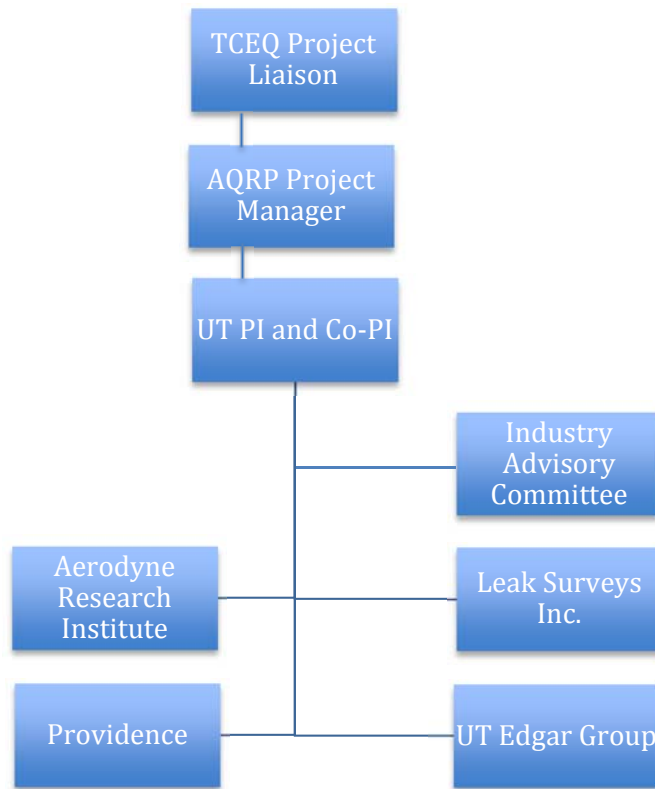 TCEQ Project
Liaison
AQRP Project
Manager
UT PI and Co-PI
Industry
Advisory
Committee
Aerodyne
Research
Institute
Leak Surveys
Inc.
Providence
UT Edgar Group